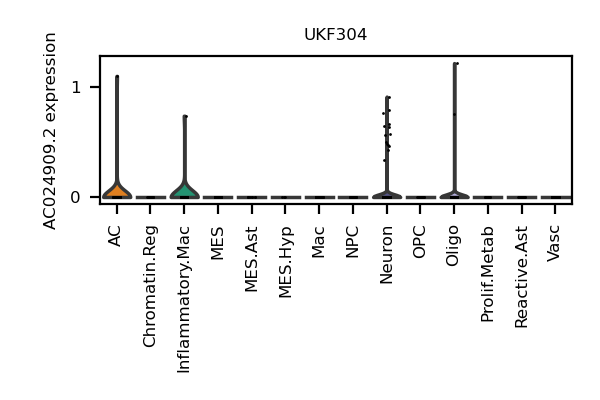 UKF304
AC024909.2 expression
1
0
AC
Chromatin.Reg
Inflammatory.Mac
MES
MES.Ast
MES.Hyp
Mac
NPC
Neuron
OPC
Oligo
Prolif.Metab
Reactive.Ast
Vasc